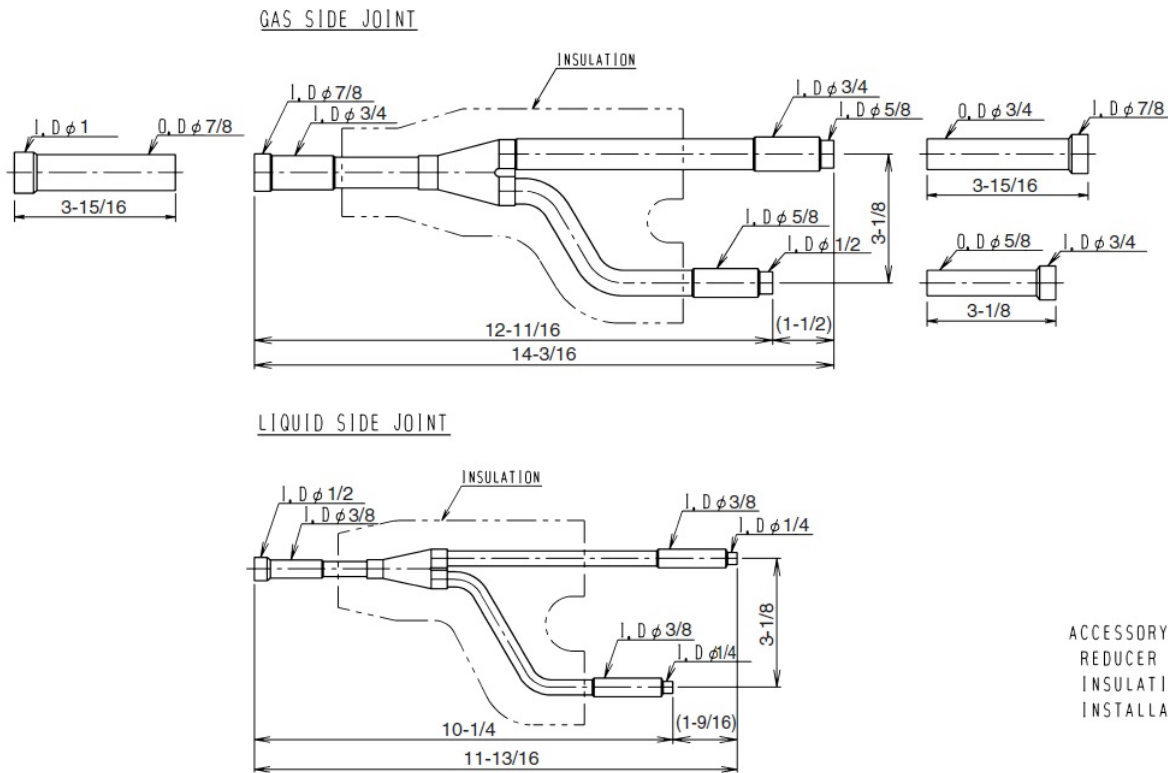 GAS SIDE JOINT
INSULATION
I.D φ 1
O.D φ 7/8
I.D φ 7/8
I.D φ 3/4
I.D φ 3/4
I.D φ 5/8
O.D φ 3/4
I.D φ 7/8
3-15/16
3-15/16
3-1/8
I.D φ 5/8
I.D φ 1/2
O.D φ 5/8
I.D φ 3/4
3-1/8
12-11/16
(1-1/2)
14-3/16
LIQUID SIDE JOINT
INSULATION
I.D φ 1/2
I.D φ 3/8
I.D φ 3/8
I.D φ 1/4
3-1/8
I.D φ 3/8
I.D φ 1/4
10-1/4
(1-9/16)
11-13/16
ACCESSORY
REDUCER
INSULATI
INSTALLA